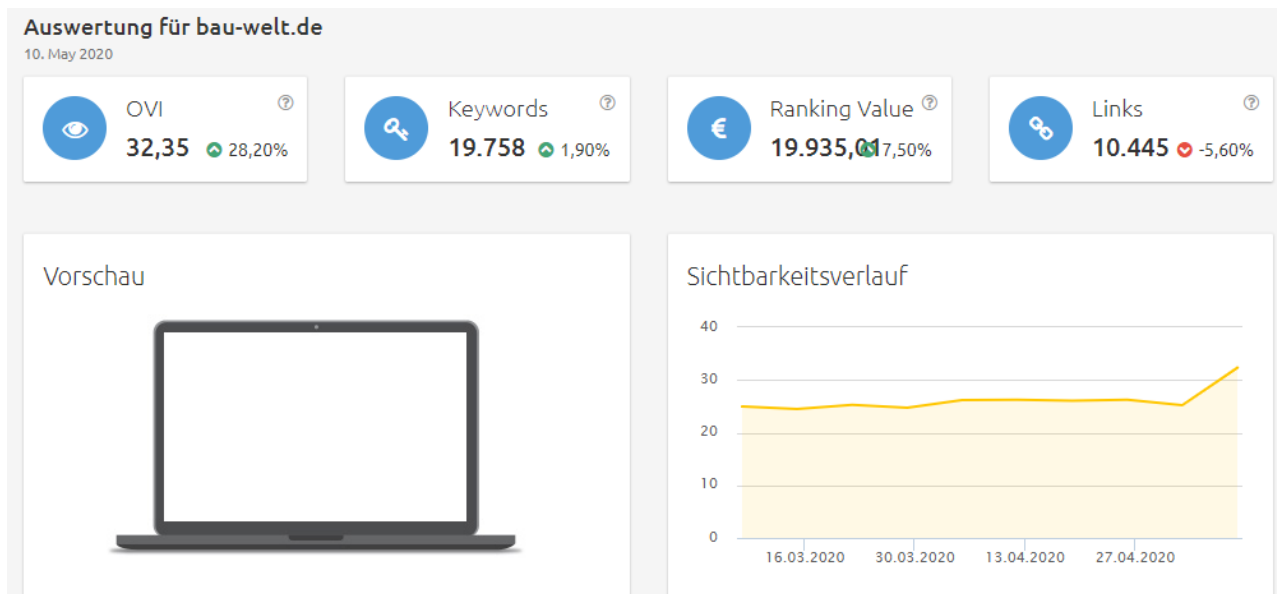 Auswertung für bau-welt.de
10. May 2020
OVI
32,35 28,20%
Keywords
19.758 1,90%
Ranking Value
19.935,01 7,50%
Links
10.445 -5,60%
Vorschau
Sichtbarkeitsverlauf
40
30
20
10
0
16.03.2020 30.03.2020 13.04.2020 27.04.2020